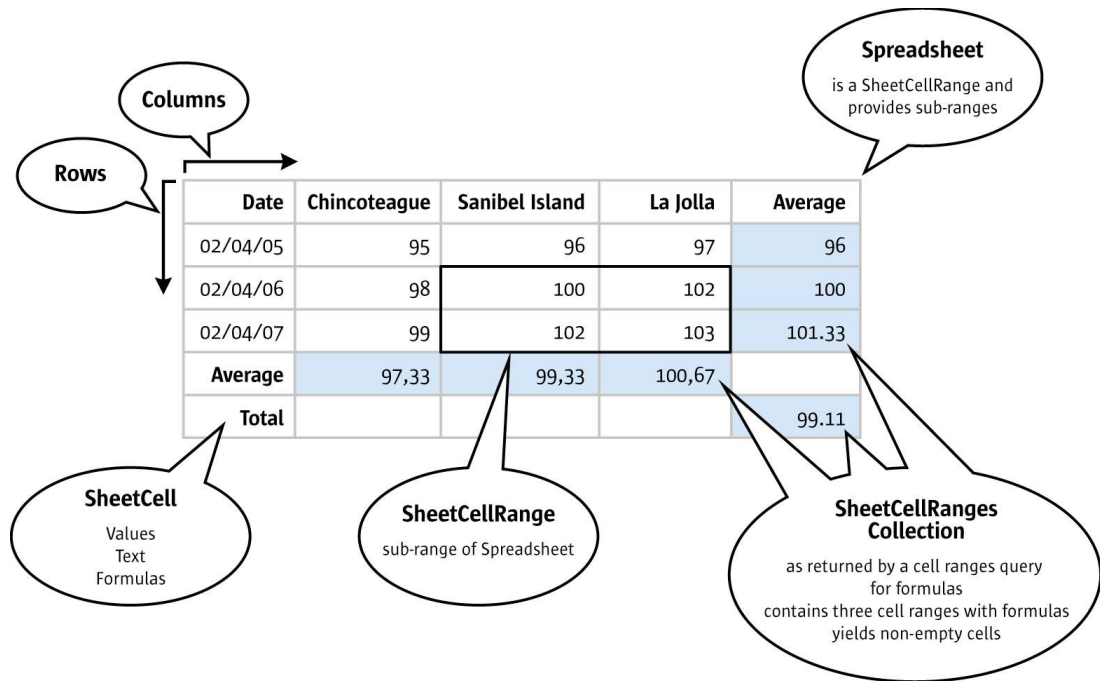 Spreadsheet
is a SheetCellRange and
provides sub-ranges
Columns
Rows
Date Chincoteague Sanibel Island La Jolla Average
02/04/05 95 96 97 96
02/04/06 98 100 102 100
02/04/07 99 102 103 101.33
Average 97,33 99,33 100,67
Total 99.11
SheetCell
Values
Text
Formulas
SheetCellRange
sub-range of Spreadsheet
SheetCellRanges
Collection
as returned by a cell ranges query
for formulas
contains three cell ranges with formulas
yields non-empty cells